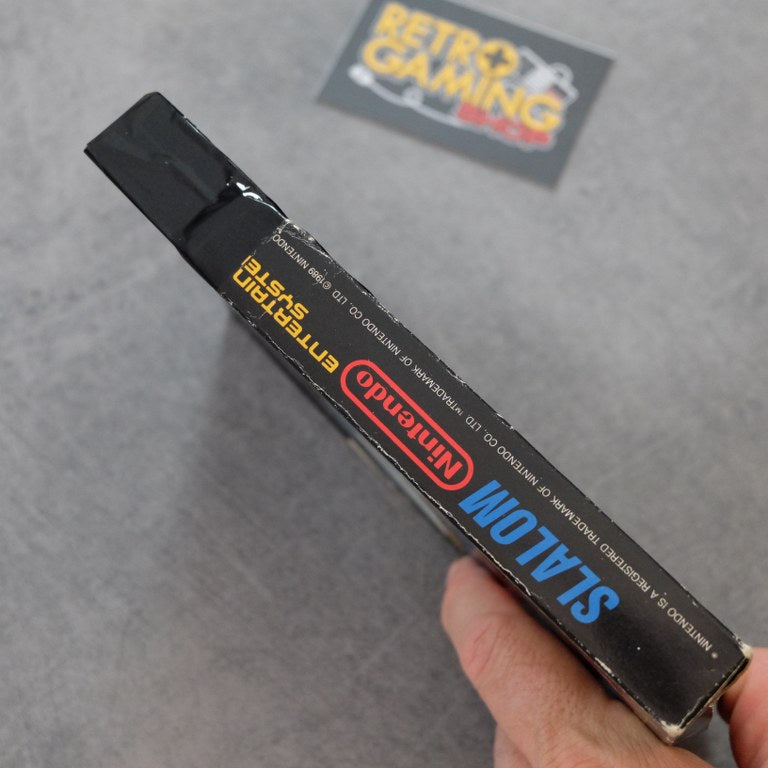 RETRO
GAMING
SHOP
SLALOM
Nintendo
ENTERTAIN
SYSTE
® NINTENDO IS A REGISTERED TRADEMARK OF NINTENDO CO., LTD. ™TRADEMARK OF NINTENDO CO., LTD. ©1989 NINTENDO